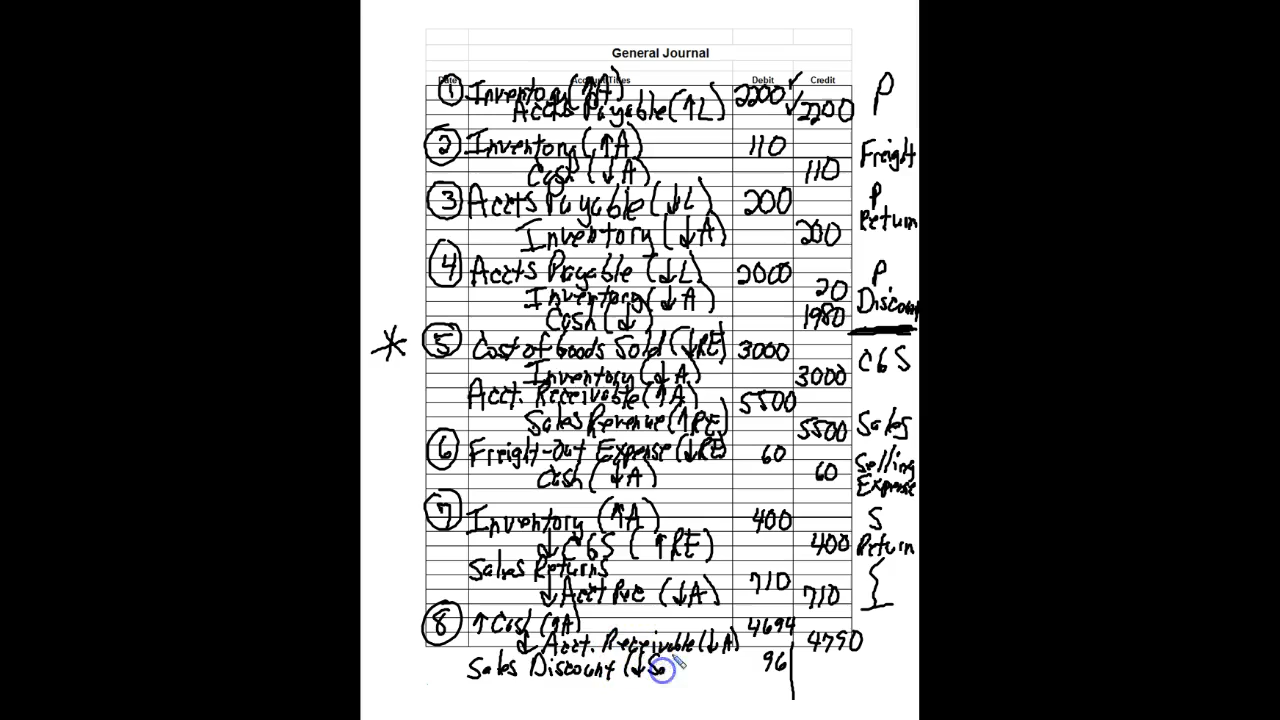 General Journal
Date Account Titles Debit Credit
① Inventory (↑A) 2200 ✓ P
Accts Payable (↑L) ✓ 2200
② Inventory (↑A) 110 Freight
Cash (↓A) 110
③ Accts Payable (↓L) 200 P Return
Inventory (↓A) 200
④ Accts Payable (↓L) 2000 P
Inventory (↓A) 20 Discount
Cash (↓) 1980
* ⑤ Cost of Goods Sold (↓RE) 3000 CGS
Inventory (↓A) 3000
Acct. Receivable (↑A) 5500
Sales Revenue (↑RE) 5500 Sales
⑥ Freight-Out Expense (↓RE) 60 Selling
Cash (↓A) 60 Expense
⑦ Inventory (↑A) 400 S
↓ CGS (↑RE) 400 Return
Sales Returns 710
↓ Acct Rec (↓A) 710
⑧ ↑ Cash (↑A) 4694
↓ Acct. Receivable (↓A) 4790
Sales Discount (↓Sa 96